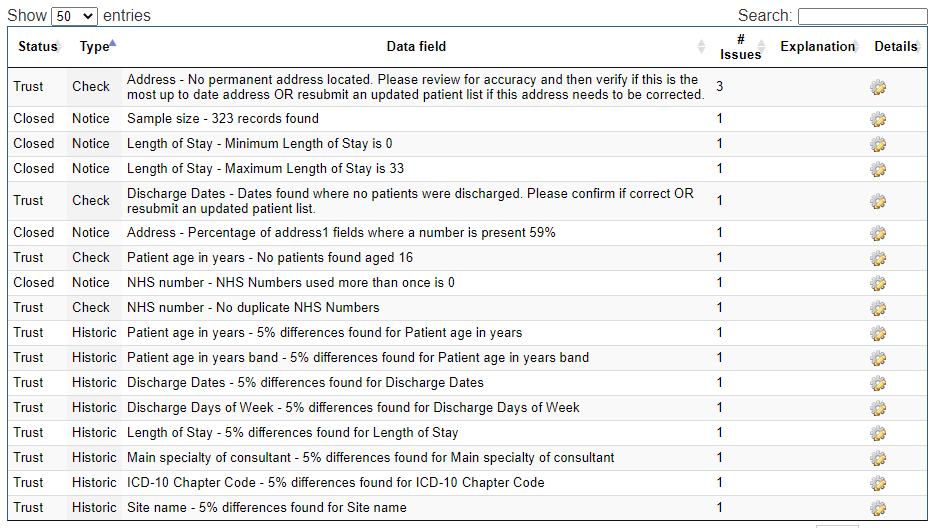 Show 50 entries Search:
Status Type Data field # Issues Explanation Details
Trust Check Address - No permanent address located. Please review for accuracy and then verify if this is the
most up to date address OR resubmit an updated patient list if this address needs to be corrected. 3
Closed Notice Sample size - 323 records found 1
Closed Notice Length of Stay - Minimum Length of Stay is 0 1
Closed Notice Length of Stay - Maximum Length of Stay is 33 1
Trust Check Discharge Dates - Dates found where no patients were discharged. Please confirm if correct OR
resubmit an updated patient list. 1
Closed Notice Address - Percentage of address1 fields where a number is present 59% 1
Trust Check Patient age in years - No patients found aged 16 1
Closed Notice NHS number - NHS Numbers used more than once is 0 1
Trust Check NHS number - No duplicate NHS Numbers 1
Trust Historic Patient age in years - 5% differences found for Patient age in years 1
Trust Historic Patient age in years band - 5% differences found for Patient age in years band 1
Trust Historic Discharge Dates - 5% differences found for Discharge Dates 1
Trust Historic Discharge Days of Week - 5% differences found for Discharge Days of Week 1
Trust Historic Length of Stay - 5% differences found for Length of Stay 1
Trust Historic Main specialty of consultant - 5% differences found for Main specialty of consultant 1
Trust Historic ICD-10 Chapter Code - 5% differences found for ICD-10 Chapter Code 1
Trust Historic Site name - 5% differences found for Site name 1